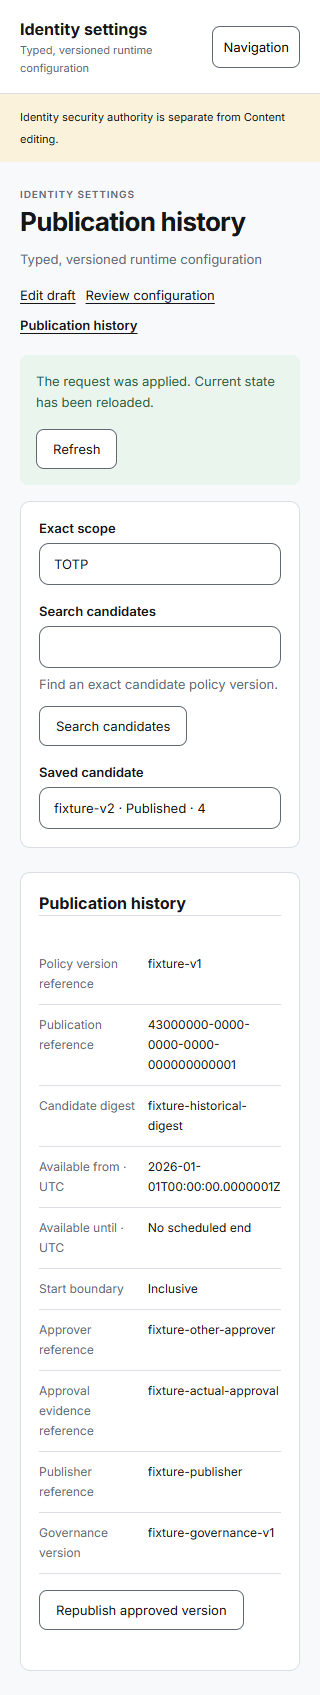 Identity settings
Typed, versioned runtime
configuration
Navigation
Identity security authority is separate from Content
editing.
IDENTITY SETTINGS
Publication history
Typed, versioned runtime configuration
Edit draft Review configuration
Publication history
The request was applied. Current state
has been reloaded.
Refresh
Exact scope
TOTP
Search candidates
Find an exact candidate policy version.
Search candidates
Saved candidate
fixture-v2 · Published · 4
Publication history
Policy version
reference
fixture-v1
Publication
reference
43000000-0000-
0000-0000-
000000000001
Candidate digest
fixture-historical-
digest
Available from ·
UTC
2026-01-
01T00:00:00.0000001Z
Available until ·
UTC
No scheduled end
Start boundary
Inclusive
Approver
reference
fixture-other-approver
Approval
evidence
reference
fixture-actual-approval
Publisher
reference
fixture-publisher
Governance
version
fixture-governance-v1
Republish approved version